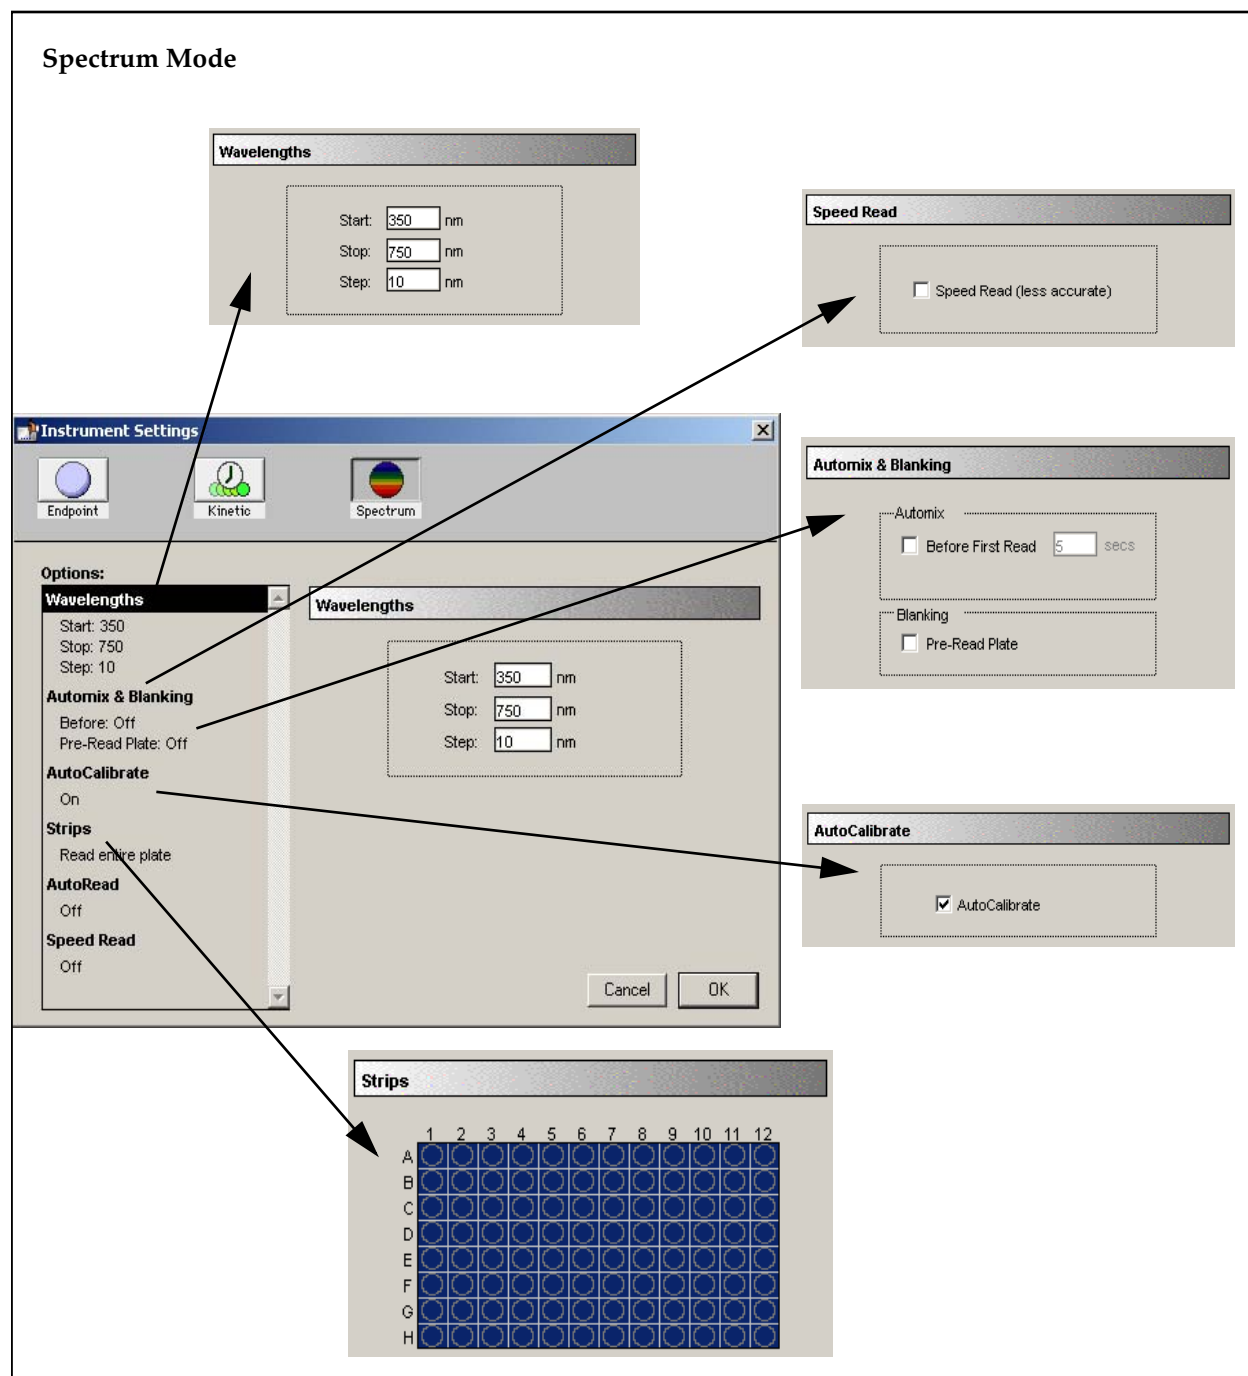 Spectrum Mode
Wavelengths
Start: 350 nm
Stop: 750 nm
Step: 10 nm
Speed Read
Speed Read (less accurate)
Instrument Settings
Endpoint
Kinetic
Spectrum
Options:
Wavelengths
Start: 350
Stop: 750
Step: 10
Automix & Blanking
Before: Off
Pre-Read Plate: Off
AutoCalibrate
On
Strips
Read entire plate
AutoRead
Off
Speed Read
Off
Wavelengths
Start: 350 nm
Stop: 750 nm
Step: 10 nm
Cancel
OK
Automix & Blanking
Automix
Before First Read 5 secs
Blanking
Pre-Read Plate
AutoCalibrate
AutoCalibrate
Strips
1 2 3 4 5 6 7 8 9 10 11 12
A
B
C
D
E
F
G
H